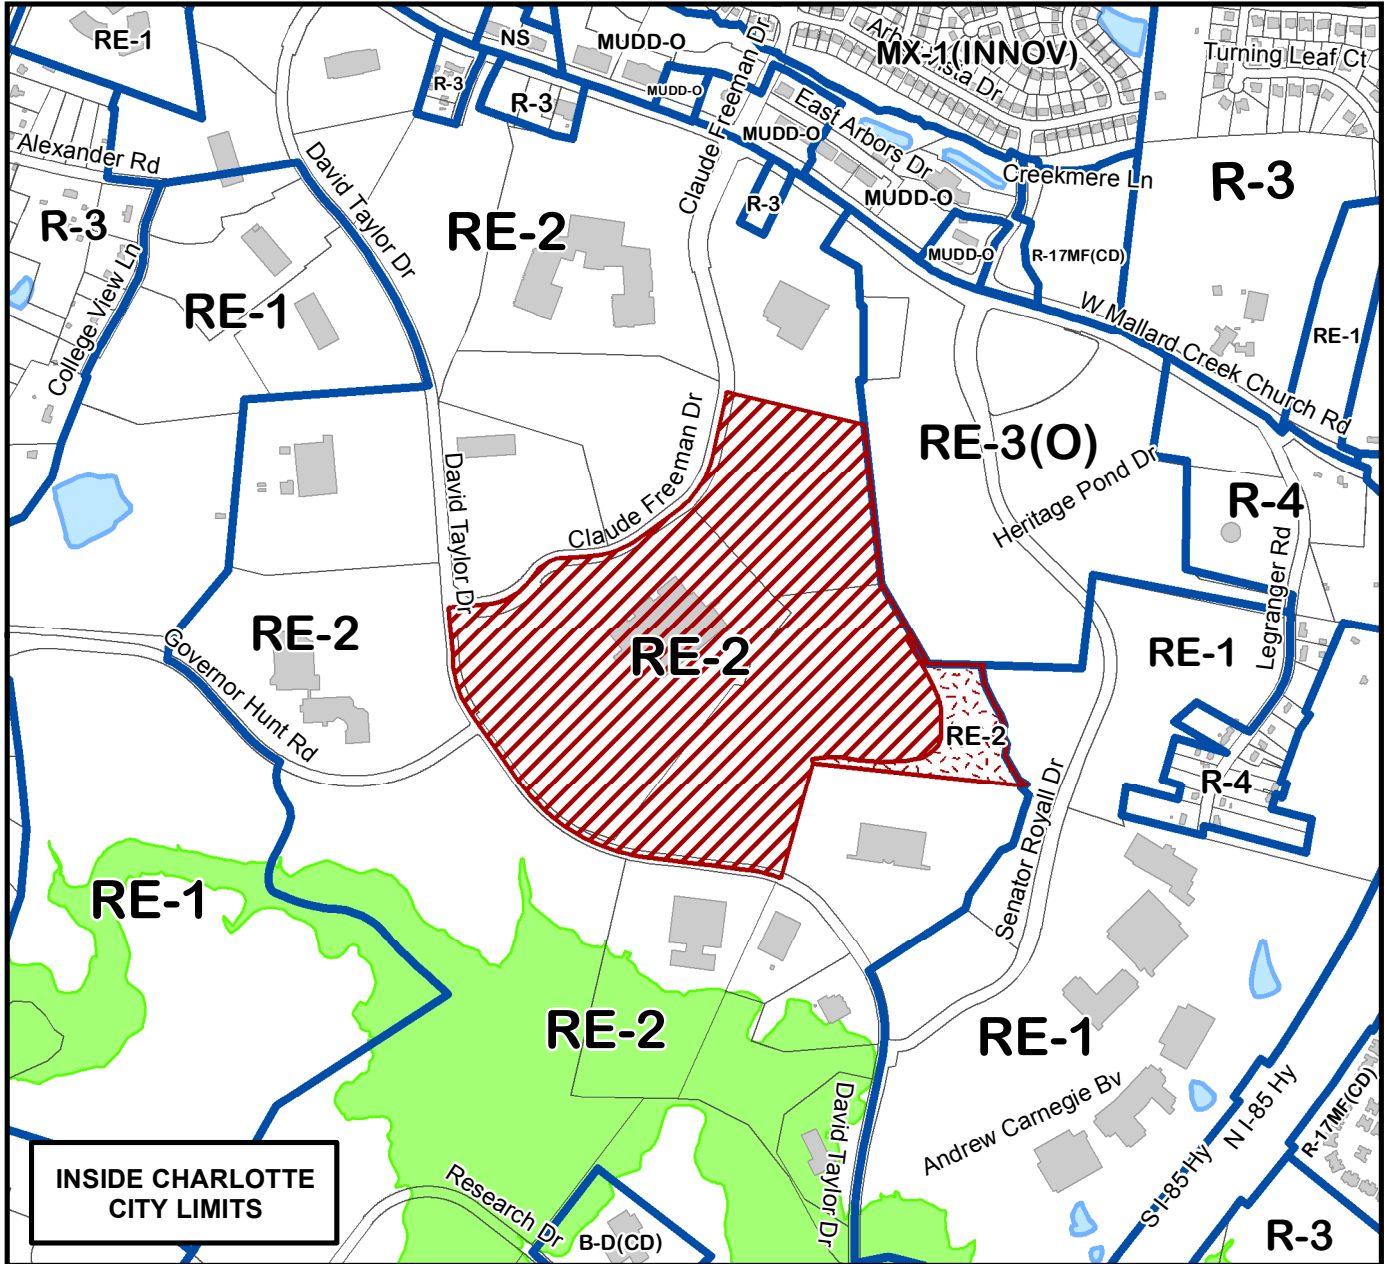 RE-1
NS
MUDD-O
Claude Freeman Dr
Arbor Vista Dr
MX-1(INNOV)
Turning Leaf Ct
R-3
R-3
MUDD-O
East Arbors Dr
MUDD-O
Alexander Rd
David Taylor Dr
Creekmere Ln
R-3
MUDD-O
R-3
R-3
RE-2
MUDD-O
R-17MF(CD)
College View Ln
RE-1
W Mallard Creek Church Rd
RE-1
Claude Freeman Dr
RE-3(O)
Heritage Pond Dr
R-4
David Taylor Dr
Legranger Rd
RE-2
Governor Hunt Rd
RE-2
RE-1
RE-2
R-4
Senator Royall Dr
RE-1
RE-2
RE-1
Andrew Carnegie Bv
N I-85 Hy
S I-85 Hy
R-17MF(CD)
David Taylor Dr
INSIDE CHARLOTTE
CITY LIMITS
Research Dr
B-D(CD)
R-3